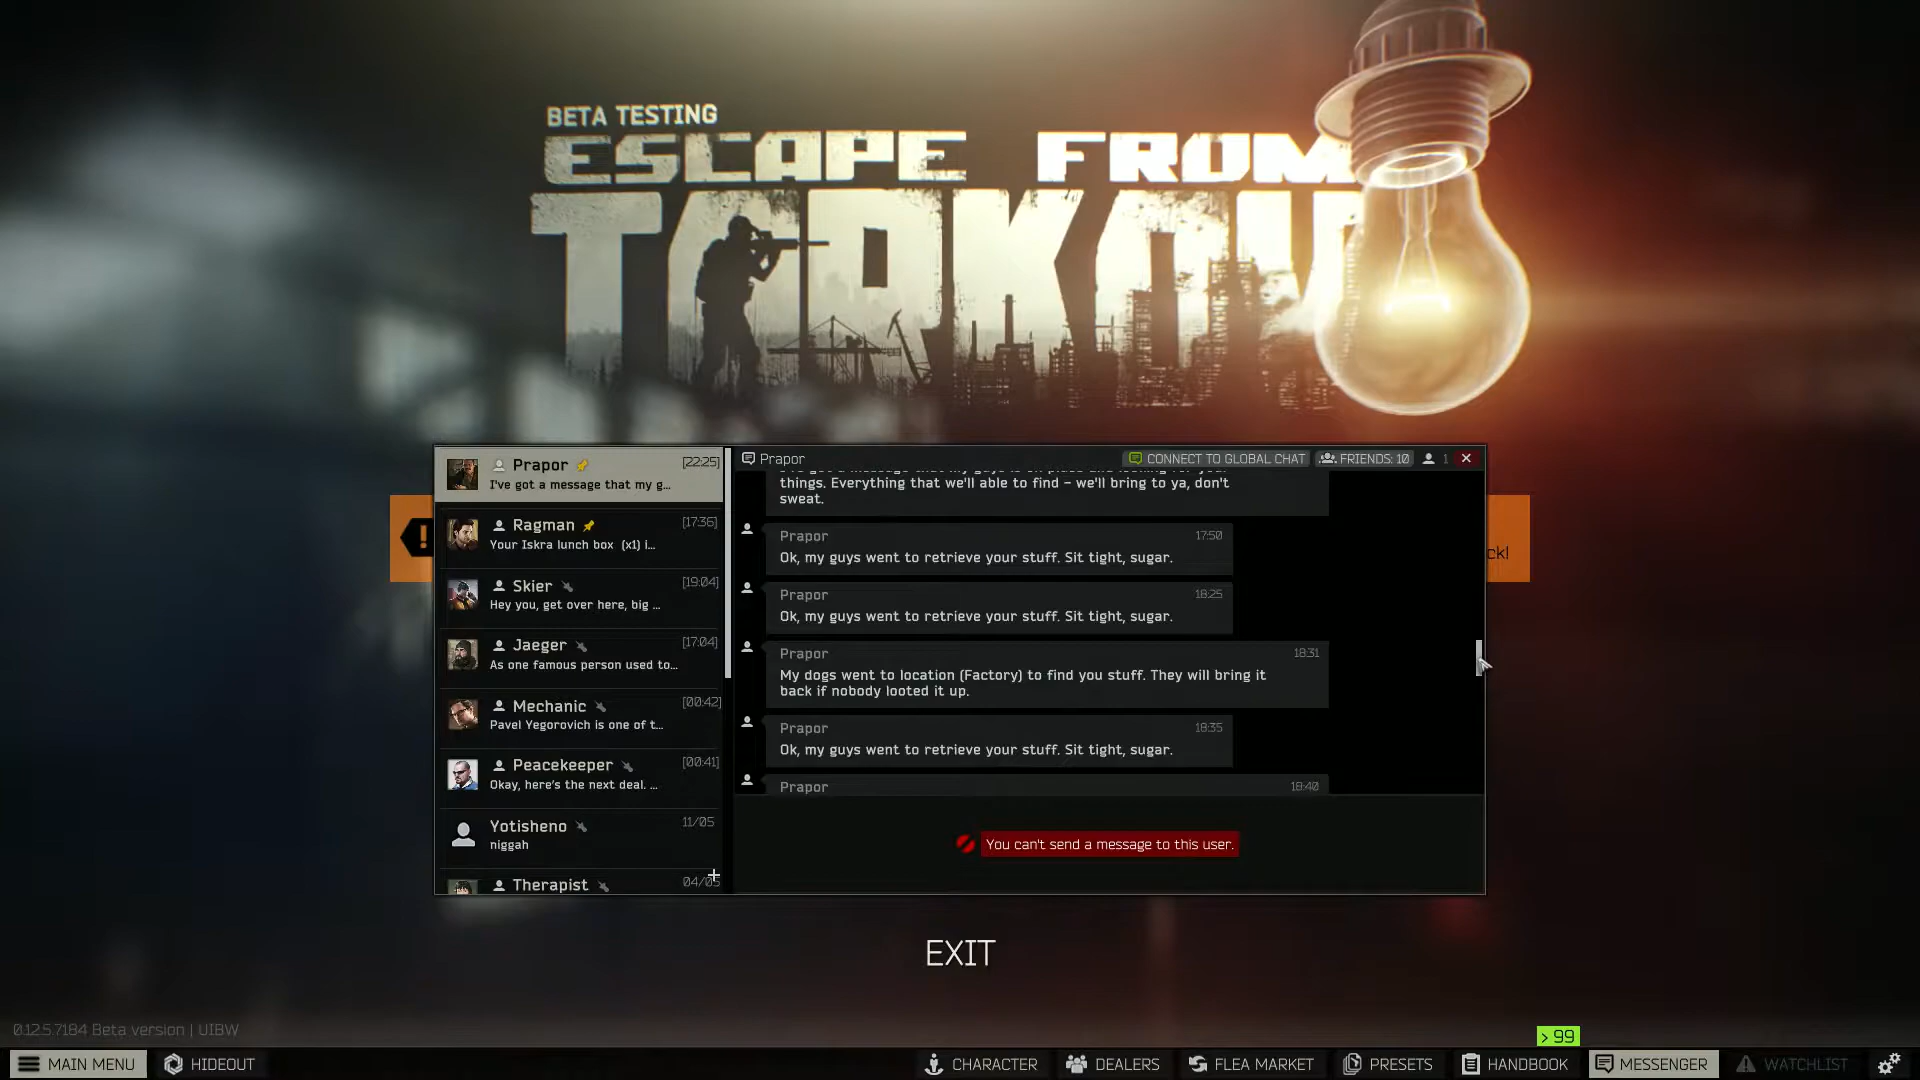 BETA TESTING
ESCAPE FROM
TARKOV
Prapor [22:25]
I've got a message that my g...
Ragman [17:36]
Your Iskra lunch box (x1) i...
Skier [19:04]
Hey you, get over here, big ...
Jaeger [17:04]
As one famous person used to...
Mechanic [00:42]
Pavel Yegorovich is one of t...
Peacekeeper [00:41]
Okay, here's the next deal. ...
Yotisheno 11/05
niggah
Therapist 04/05
Prapor
CONNECT TO GLOBAL CHAT
FRIENDS: 10
1
things. Everything that we'll able to find – we'll bring to ya, don't
sweat.
Prapor 17:50
Ok, my guys went to retrieve your stuff. Sit tight, sugar.
Prapor 18:25
Ok, my guys went to retrieve your stuff. Sit tight, sugar.
Prapor 18:31
My dogs went to location (Factory) to find you stuff. They will bring it
back if nobody looted it up.
Prapor 18:35
Ok, my guys went to retrieve your stuff. Sit tight, sugar.
Prapor 18:40
You can't send a message to this user.
ck!
EXIT
0.12.5.7184 Beta version | UIBW
> 99
MAIN MENU
HIDEOUT
CHARACTER
DEALERS
FLEA MARKET
PRESETS
HANDBOOK
MESSENGER
WATCHLIST